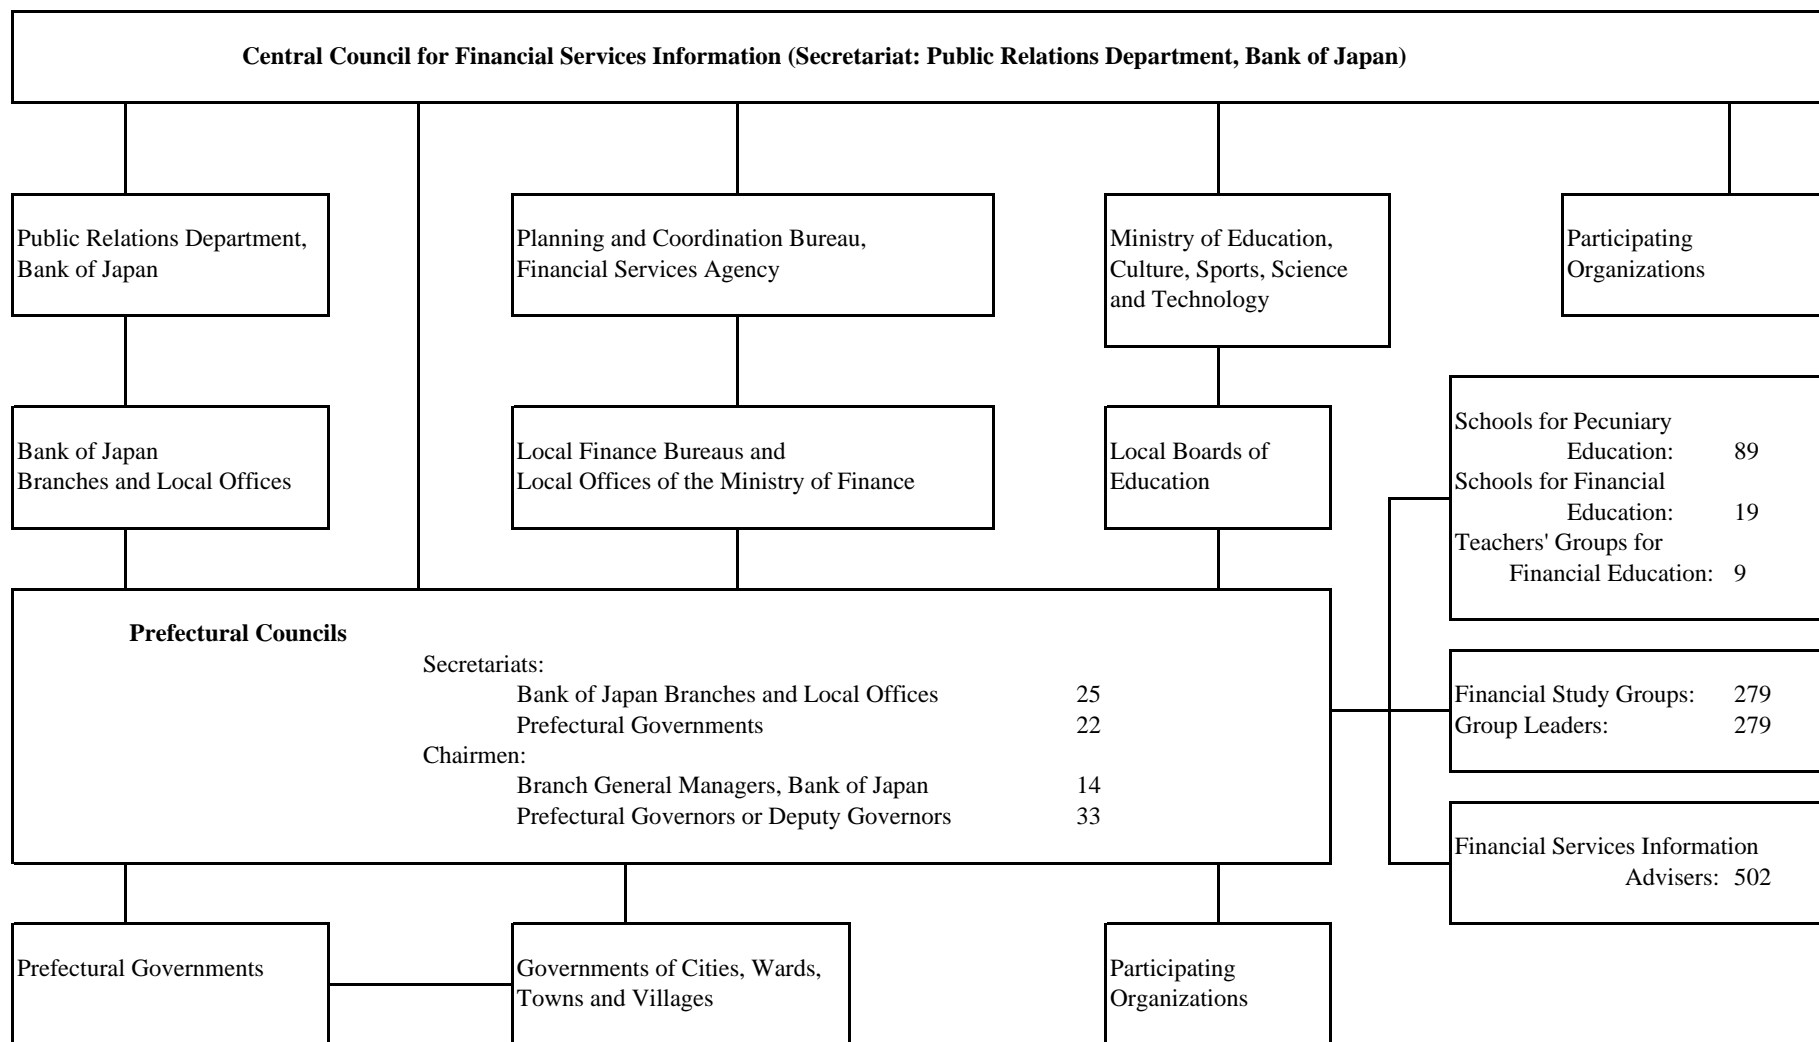 Central Council for Financial Services Information (Secretariat: Public Relations Department, Bank of Japan)
Public Relations Department,
Bank of Japan
Planning and Coordination Bureau,
Financial Services Agency
Ministry of Education,
Culture, Sports, Science
and Technology
Participating
Organizations
Bank of Japan
Branches and Local Offices
Local Finance Bureaus and
Local Offices of the Ministry of Finance
Local Boards of
Education
Schools for Pecuniary
Education: 89
Schools for Financial
Education: 19
Teachers' Groups for
Financial Education: 9
Prefectural Councils
Secretariats:
Bank of Japan Branches and Local Offices 25
Prefectural Governments 22
Chairmen:
Branch General Managers, Bank of Japan 14
Prefectural Governors or Deputy Governors 33
Financial Study Groups: 279
Group Leaders: 279
Financial Services Information
Advisers: 502
Prefectural Governments
Governments of Cities, Wards,
Towns and Villages
Participating
Organizations